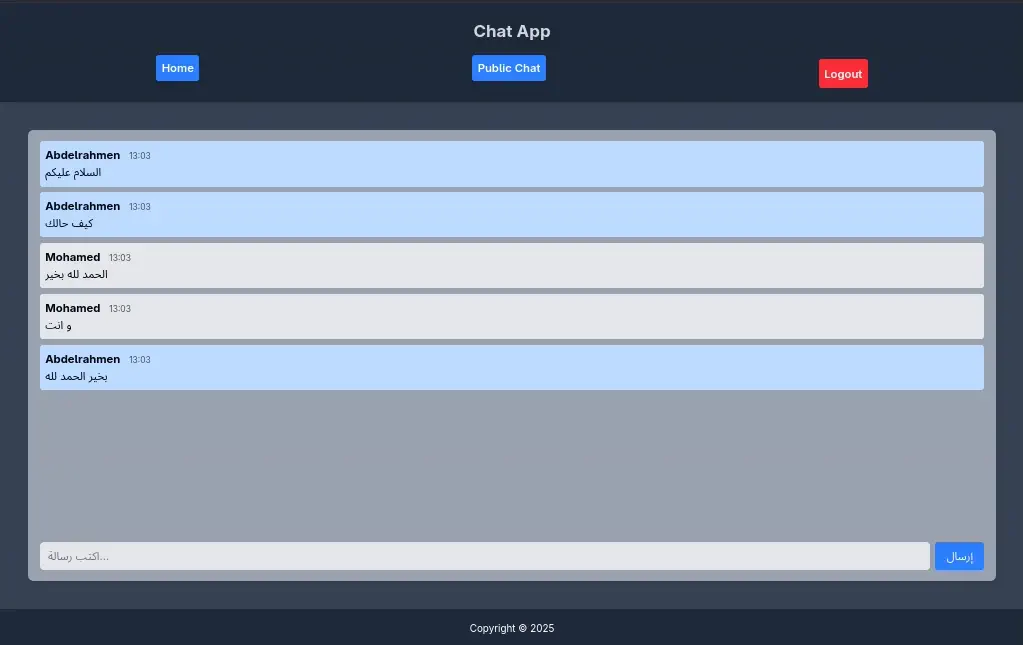 Chat App
Home
Public Chat
Logout
Abdelrahmen 13:03
السلام عليكم
Abdelrahmen 13:03
كيف حالك
Mohamed 13:03
الحمد لله بخير
Mohamed 13:03
و انت
Abdelrahmen 13:03
بخير الحمد لله
اكتب رسالة...
إرسال
Copyright © 2025